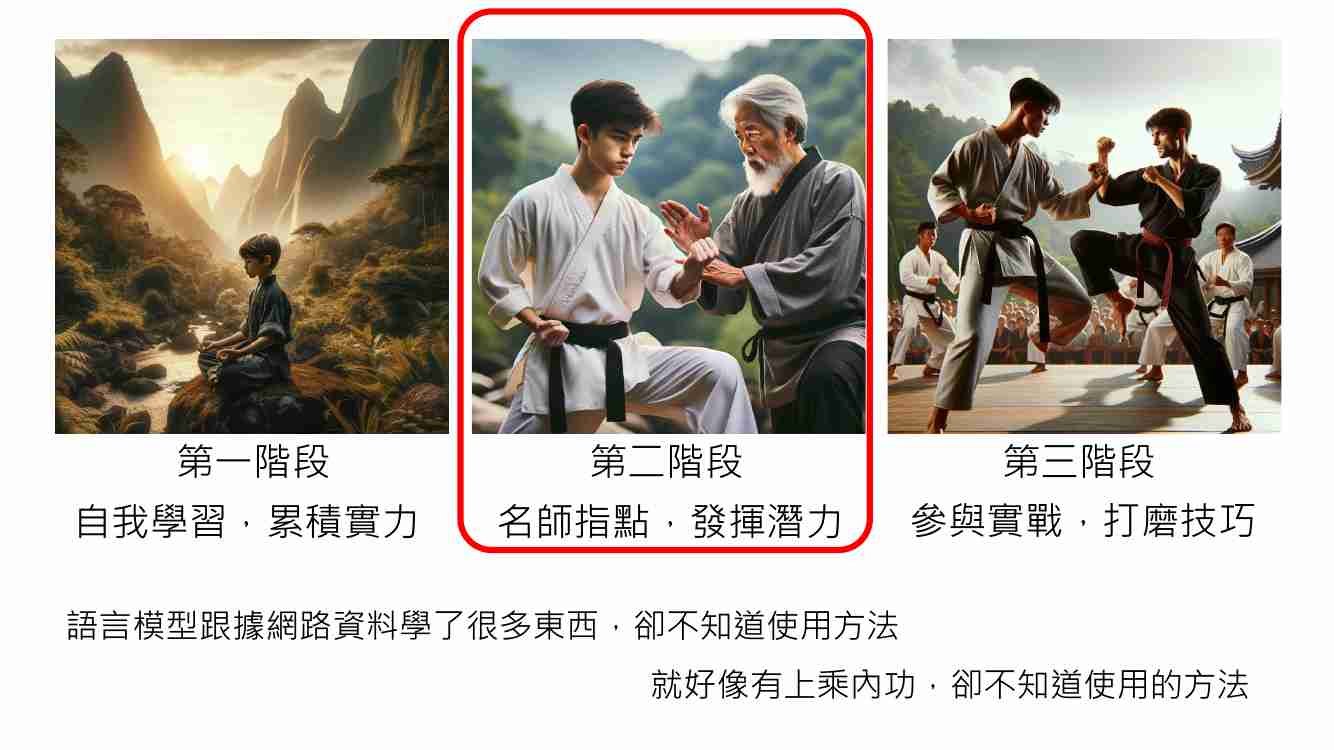 第一階段
自我學習，累積實力
第二階段
名師指點，發揮潛力
第三階段
參與實戰，打磨技巧
語言模型跟據網路資料學了很多東西，卻不知道使用方法
就好像有上乘內功，卻不知道使用的方法